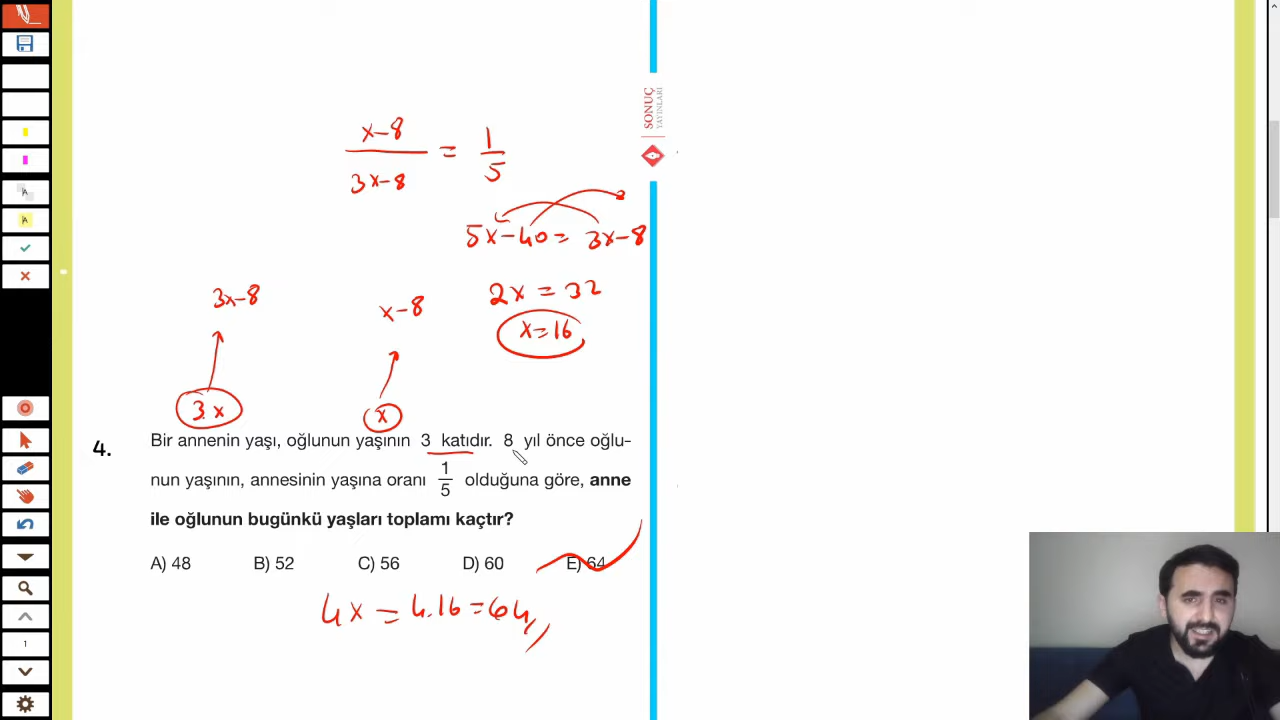 SONUÇ
YAYINLARI
x-8
3x-8
=
1
5
5x-40=3x-8
2x=32
x=16
3x-8
x-8
3.x
x
4.
Bir annenin yaşı, oğlunun yaşının 3 katıdır. 8 yıl önce oğlu-
nun yaşının, annesinin yaşına oranı 1/5 olduğuna göre, anne
ile oğlunun bugünkü yaşları toplamı kaçtır?
A) 48 B) 52 C) 56 D) 60 E) 64
4x=4.16=64,,
1